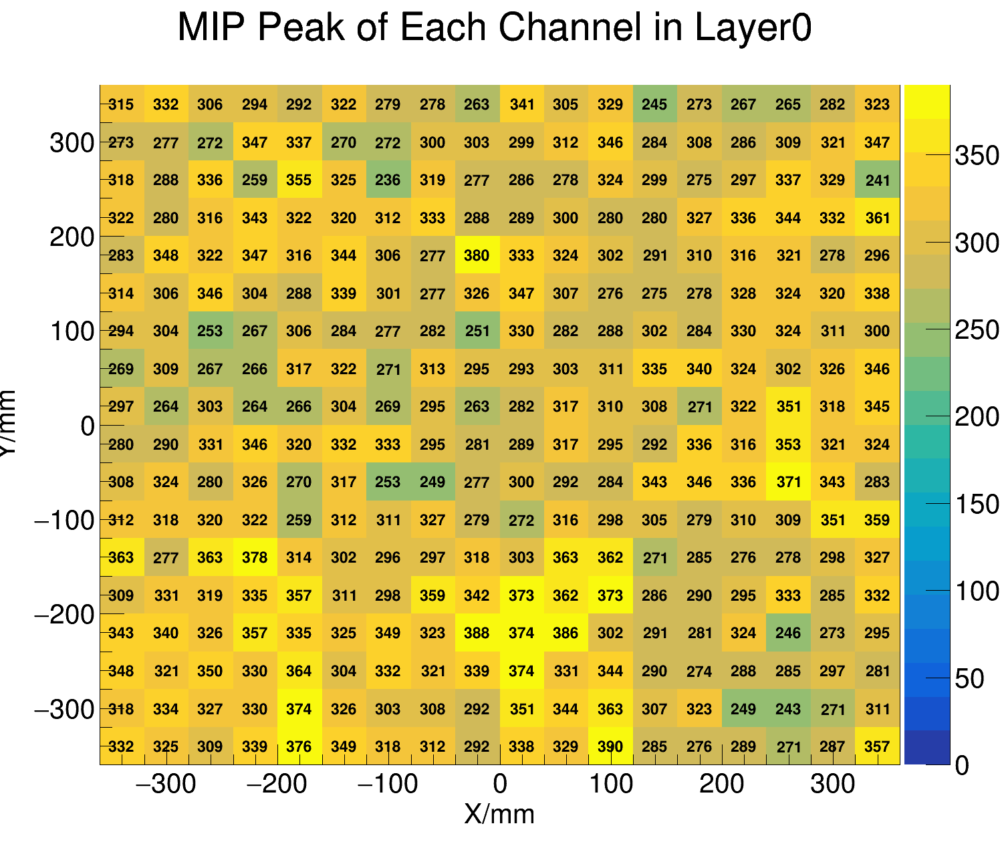 MIP Peak of Each Channel in Layer0
315 332 306 294 292 322 279 278 263 341 305 329 245 273 267 265 282 323
300 273 277 272 347 337 270 272 300 303 299 312 346 284 308 286 309 321 347
350
318 288 336 259 355 325 236 319 277 286 278 324 299 275 297 337 329 241
322 280 316 343 322 320 312 333 288 289 300 280 280 327 336 344 332 361
200
300
283 348 322 347 316 344 306 277 380 333 324 302 291 310 316 321 278 296
314 306 346 304 288 339 301 277 326 347 307 276 275 278 328 324 320 338
100 294 304 253 267 306 284 277 282 251 330 282 288 302 284 330 324 311 300
250
269 309 267 266 317 322 271 313 295 293 303 311 335 340 324 302 326 346
297 264 303 264 266 304 269 295 263 282 317 310 308 271 322 351 318 345
200
0
Y/mm
280 290 331 346 320 332 333 295 281 289 317 295 292 336 316 353 321 324
308 324 280 326 270 317 253 249 277 300 292 284 343 346 336 371 343 283
150
−100 312 318 320 322 259 312 311 327 279 272 316 298 305 279 310 309 351 359
363 277 363 378 314 302 296 297 318 303 363 362 271 285 276 278 298 327
100
309 331 319 335 357 311 298 359 342 373 362 373 286 290 295 333 285 332
−200
343 340 326 357 335 325 349 323 388 374 386 302 291 281 324 246 273 295
348 321 350 330 364 304 332 321 339 374 331 344 290 274 288 285 297 281
50
−300 318 334 327 330 374 326 303 308 292 351 344 363 307 323 249 243 271 311
332 325 309 339 376 349 318 312 292 338 329 390 285 276 289 271 287 357
0
−300 −200 −100 0 100 200 300
X/mm